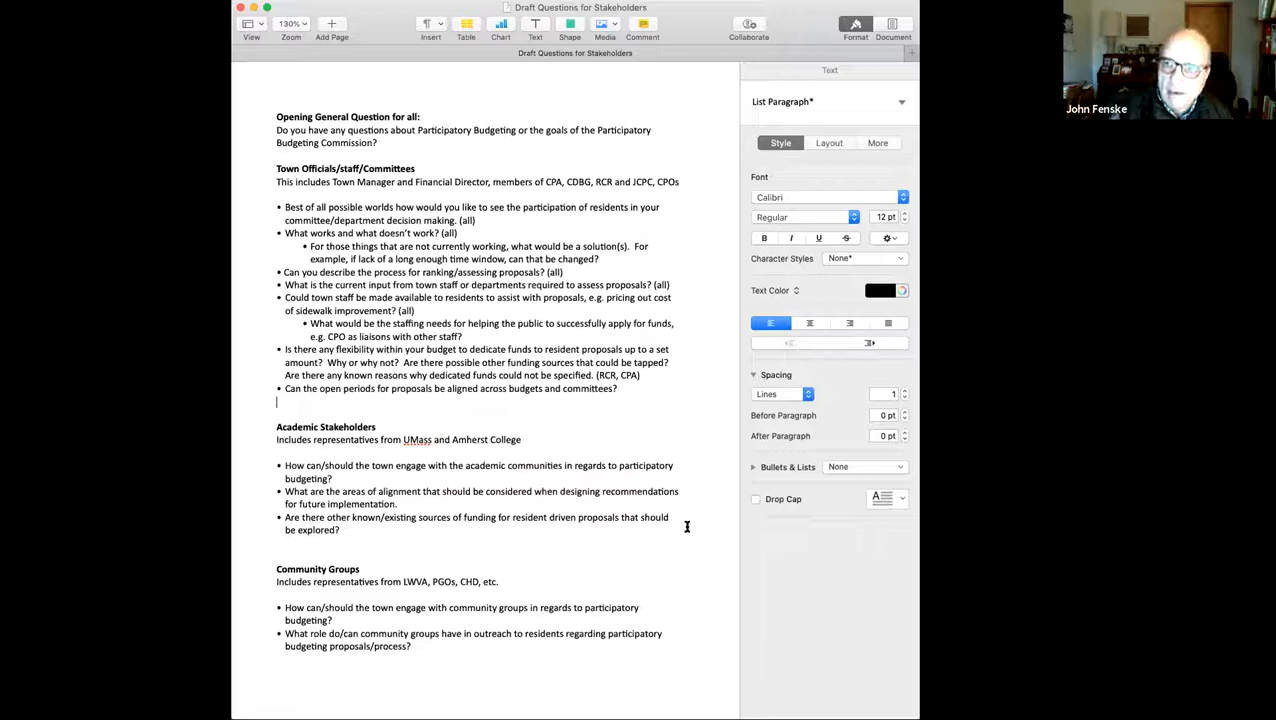 Draft Questions for Stakeholders
View
130%
Zoom
Add Page
Insert
Table
Chart
Text
Shape
Media
Comment
Collaborate
Format
Document
Draft Questions for Stakeholders
Opening General Question for all:
Do you have any questions about Participatory Budgeting or the goals of the Participatory
Budgeting Commission?
Town Officials/staff/Committees
This includes Town Manager and Financial Director, members of CPA, CDBG, RCR and JCPC, CPOs
• Best of all possible worlds how would you like to see the participation of residents in your
committee/department decision making. (all)
• What works and what doesn't work? (all)
• For those things that are not currently working, what would be a solution(s). For
example, if lack of a long enough time window, can that be changed?
• Can you describe the process for ranking/assessing proposals? (all)
• What is the current input from town staff or departments required to assess proposals? (all)
• Could town staff be made available to residents to assist with proposals, e.g. pricing out cost
of sidewalk improvement? (all)
• What would be the staffing needs for helping the public to successfully apply for funds,
e.g. CPO as liaisons with other staff?
• Is there any flexibility within your budget to dedicate funds to resident proposals up to a set
amount? Why or why not? Are there possible other funding sources that could be tapped?
Are there any known reasons why dedicated funds could not be specified. (RCR, CPA)
• Can the open periods for proposals be aligned across budgets and committees?
Academic Stakeholders
Includes representatives from UMass and Amherst College
• How can/should the town engage with the academic communities in regards to participatory
budgeting?
• What are the areas of alignment that should be considered when designing recommendations
for future implementation.
• Are there other known/existing sources of funding for resident driven proposals that should
be explored?
Community Groups
Includes representatives from LWVA, PGOs, CHD, etc.
• How can/should the town engage with community groups in regards to participatory
budgeting?
• What role do/can community groups have in outreach to residents regarding participatory
budgeting proposals/process?
Text
List Paragraph*
Style
Layout
More
Font
Calibri
Regular
12 pt
B
I
U
S
Character Styles
None*
Text Color
Spacing
Lines
1
Before Paragraph
0 pt
After Paragraph
0 pt
Bullets & Lists
None
Drop Cap
A
John Fenske